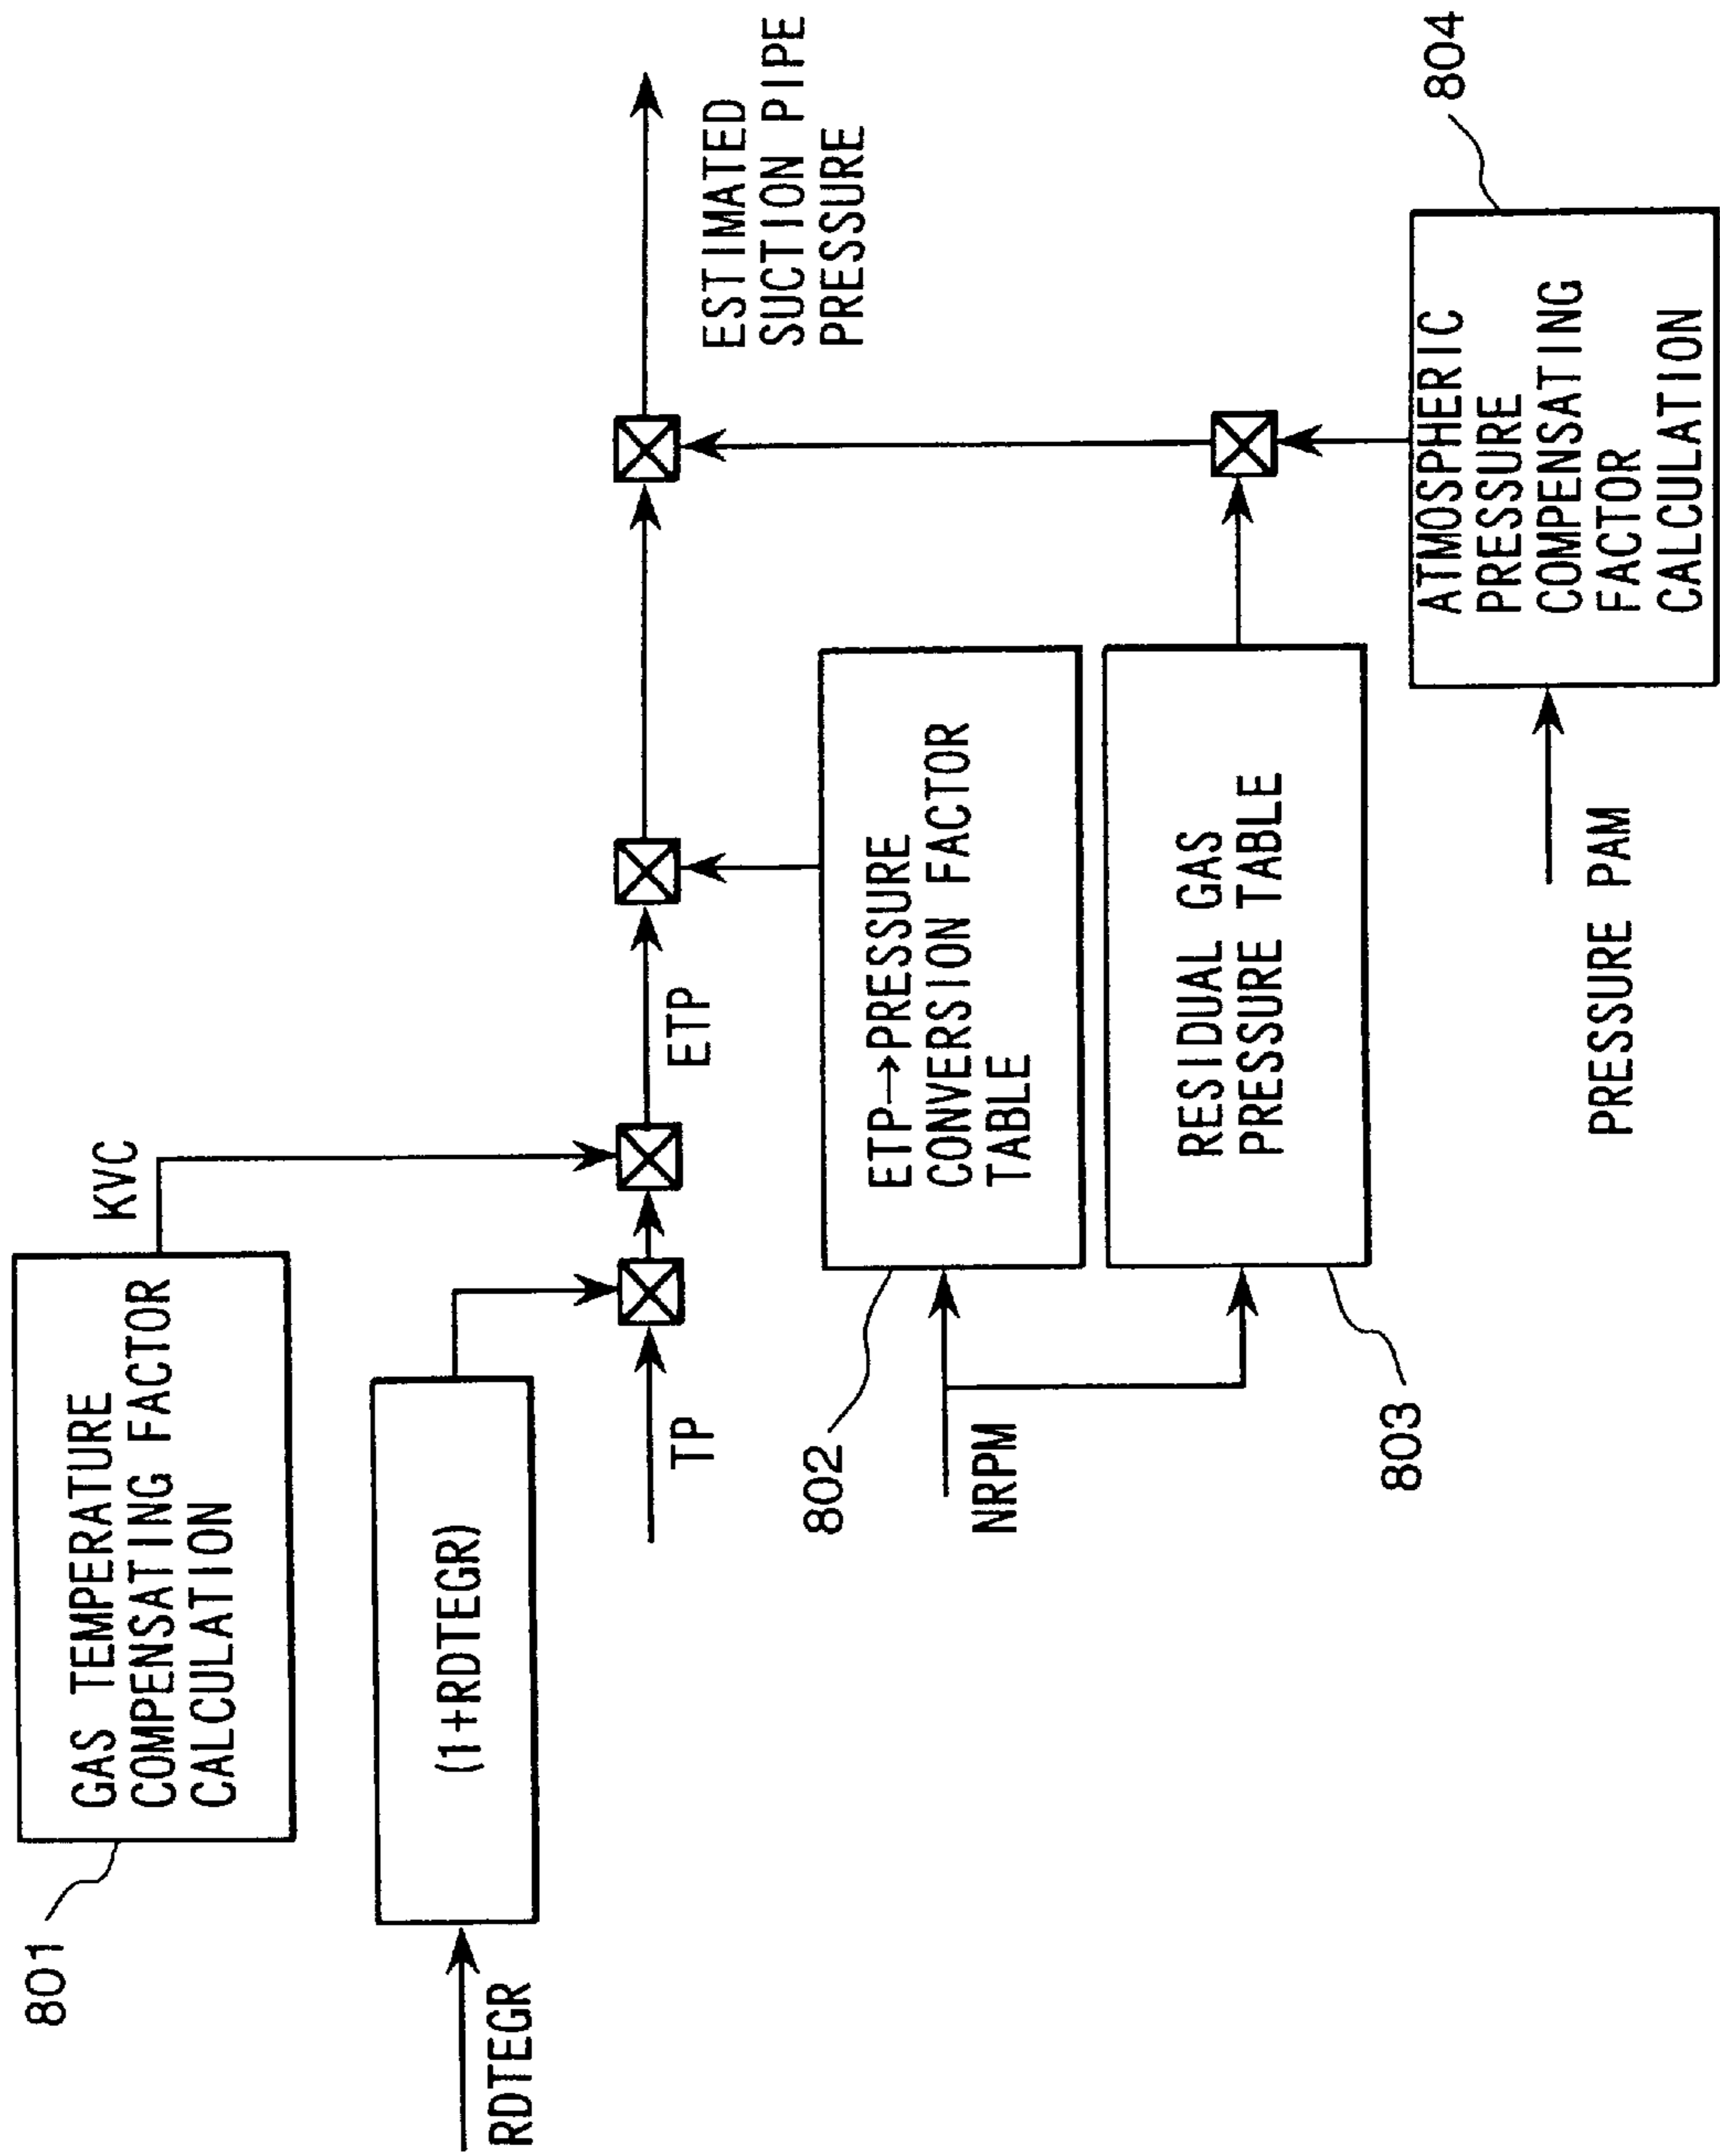 801
GAS TEMPERATURE
COMPENSATING FACTOR
CALCULATION
KVC
RDTEGR
(1+RDTEGR)
TP
ETP
ESTIMATED
SUCTION PIPE
PRESSURE
802
ETP→PRESSURE
CONVERSION FACTOR
TABLE
NRPM
RESIDUAL GAS
PRESSURE TABLE
803
ATMOSPHERIC
PRESSURE
COMPENSATING
FACTOR
CALCULATION
804
PRESSURE PAM